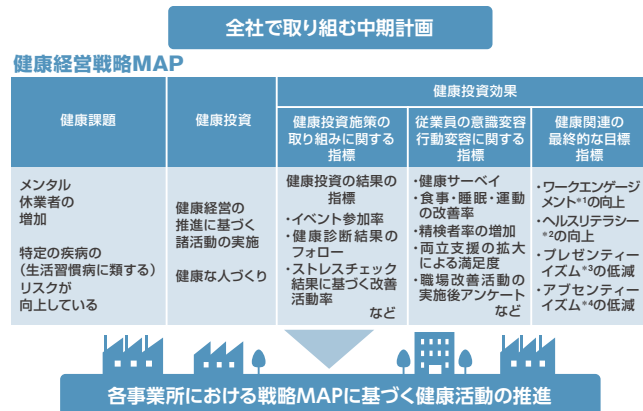 全社で取り組む中期計画
健康経営戦略MAP
健康課題
健康投資
健康投資効果
健康投資施策の
取り組みに関する
指標
従業員の意識変容
行動変容に関する
指標
健康関連の
最終的な目標
指標
メンタル
休業者の
増加
特定の疾病の
(生活習慣病に類する)
リスクが
向上している
健康経営の
推進に基づく
諸活動の実施
健康な人づくり
健康投資の結果の
指標
・イベント参加率
・健康診断結果の
フォロー
・ストレスチェック
結果に基づく改善
活動率
など
・健康サーベイ
・食事・睡眠・運動
の改善率
・精検者率の増加
・両立支援の拡大
による満足度
・職場改善活動の
実施後アンケート
など
・ワークエンゲージ
メント*1の向上
・ヘルスリテラシー
*2の向上
・プレゼンティー
イズム*3の低減
・アブセンティー
イズム*4の低減
各事業所における戦略MAPに基づく健康活動の推進